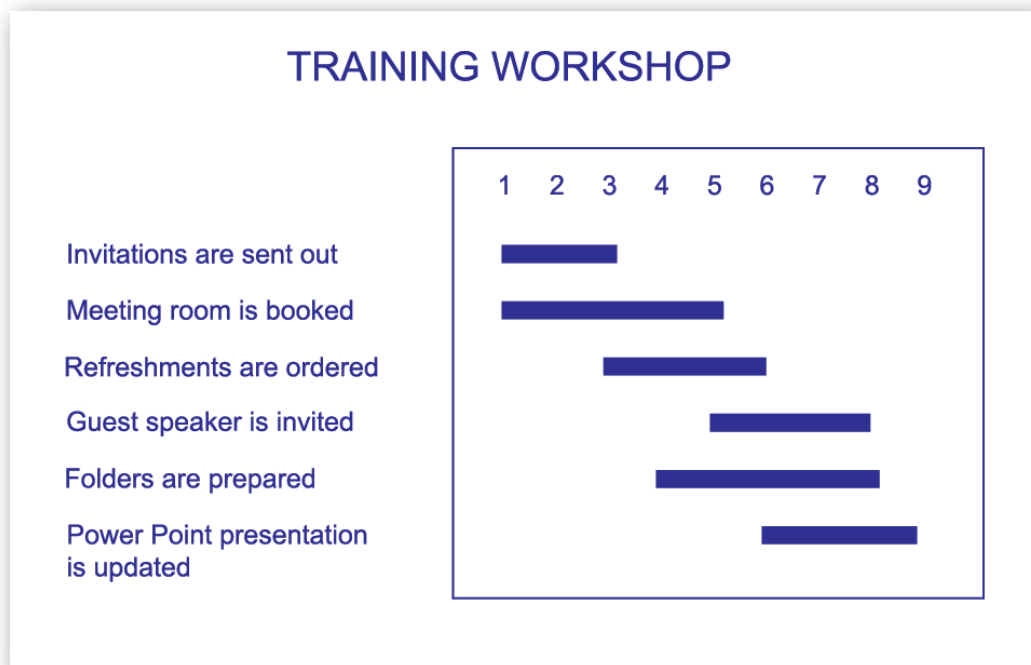 TRAINING WORKSHOP
1 2 3 4 5 6 7 8 9
Invitations are sent out
Meeting room is booked
Refreshments are ordered
Guest speaker is invited
Folders are prepared
Power Point presentation
is updated